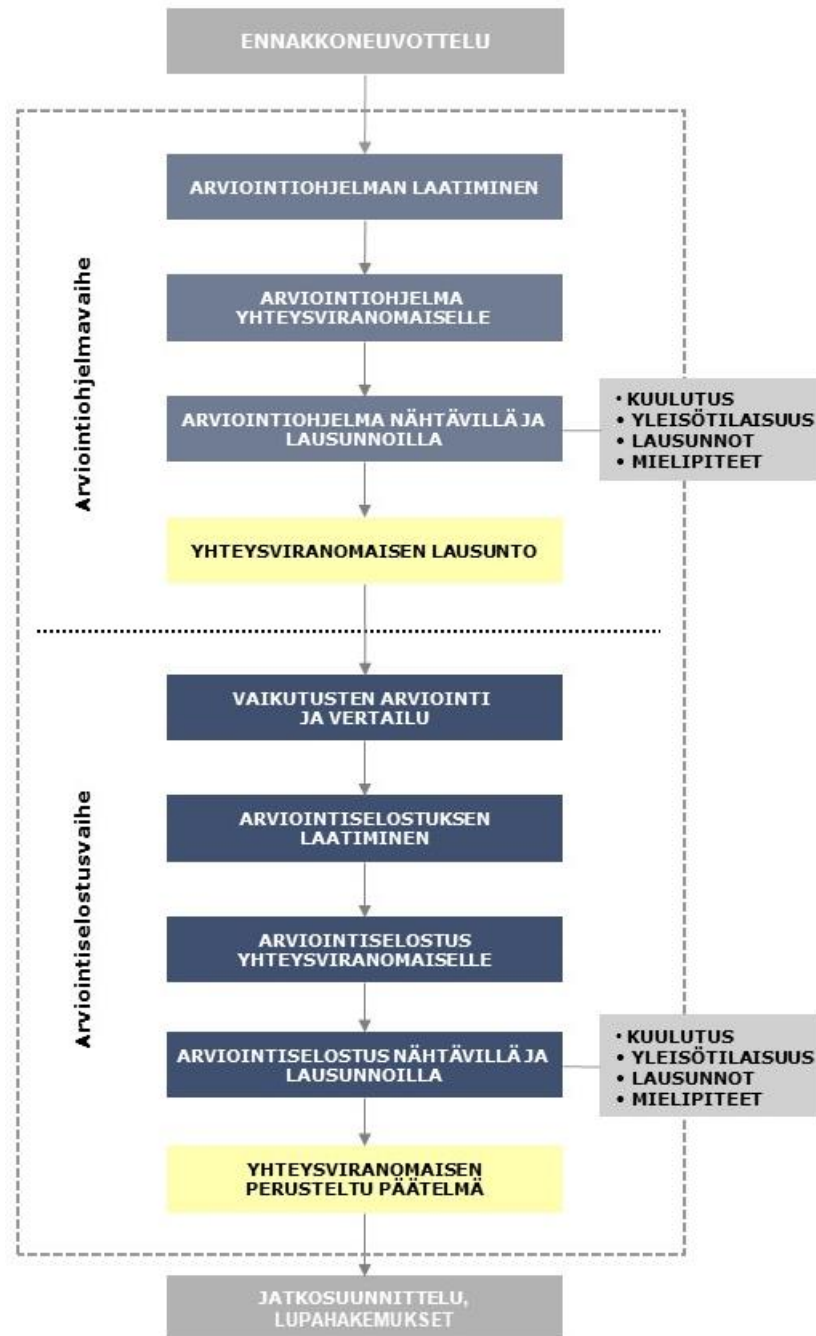 ENNAKKONEUVOTTELU
ARVIOINTIOHJELMAN LAATIMINEN
ARVIOINTIOHJELMA
YHTEYSVIRANOMAISELLE
ARVIOINTIOHJELMA NÄHTÄVILLÄ JA
LAUSUNNOILLA
• KUULUTUS
• YLEISÖTILAISUUS
• LAUSUNNOT
• MIELIPITEET
YHTEYSVIRANOMAISEN LAUSUNTO
Arviointiohjelmavaihe
VAIKUTUSTEN ARVIOINTI
JA VERTAILU
ARVIOINTISELOSTUKSEN
LAATIMINEN
ARVIOINTISELOSTUS
YHTEYSVIRANOMAISELLE
ARVIOINTISELOSTUS NÄHTÄVILLÄ JA
LAUSUNNOILLA
• KUULUTUS
• YLEISÖTILAISUUS
• LAUSUNNOT
• MIELIPITEET
YHTEYSVIRANOMAISEN
PERUSTELTU PÄÄTELMÄ
Arviointiselostusvaihe
JATKOSUUNNITTELU,
LUPAHAKEMUKSET